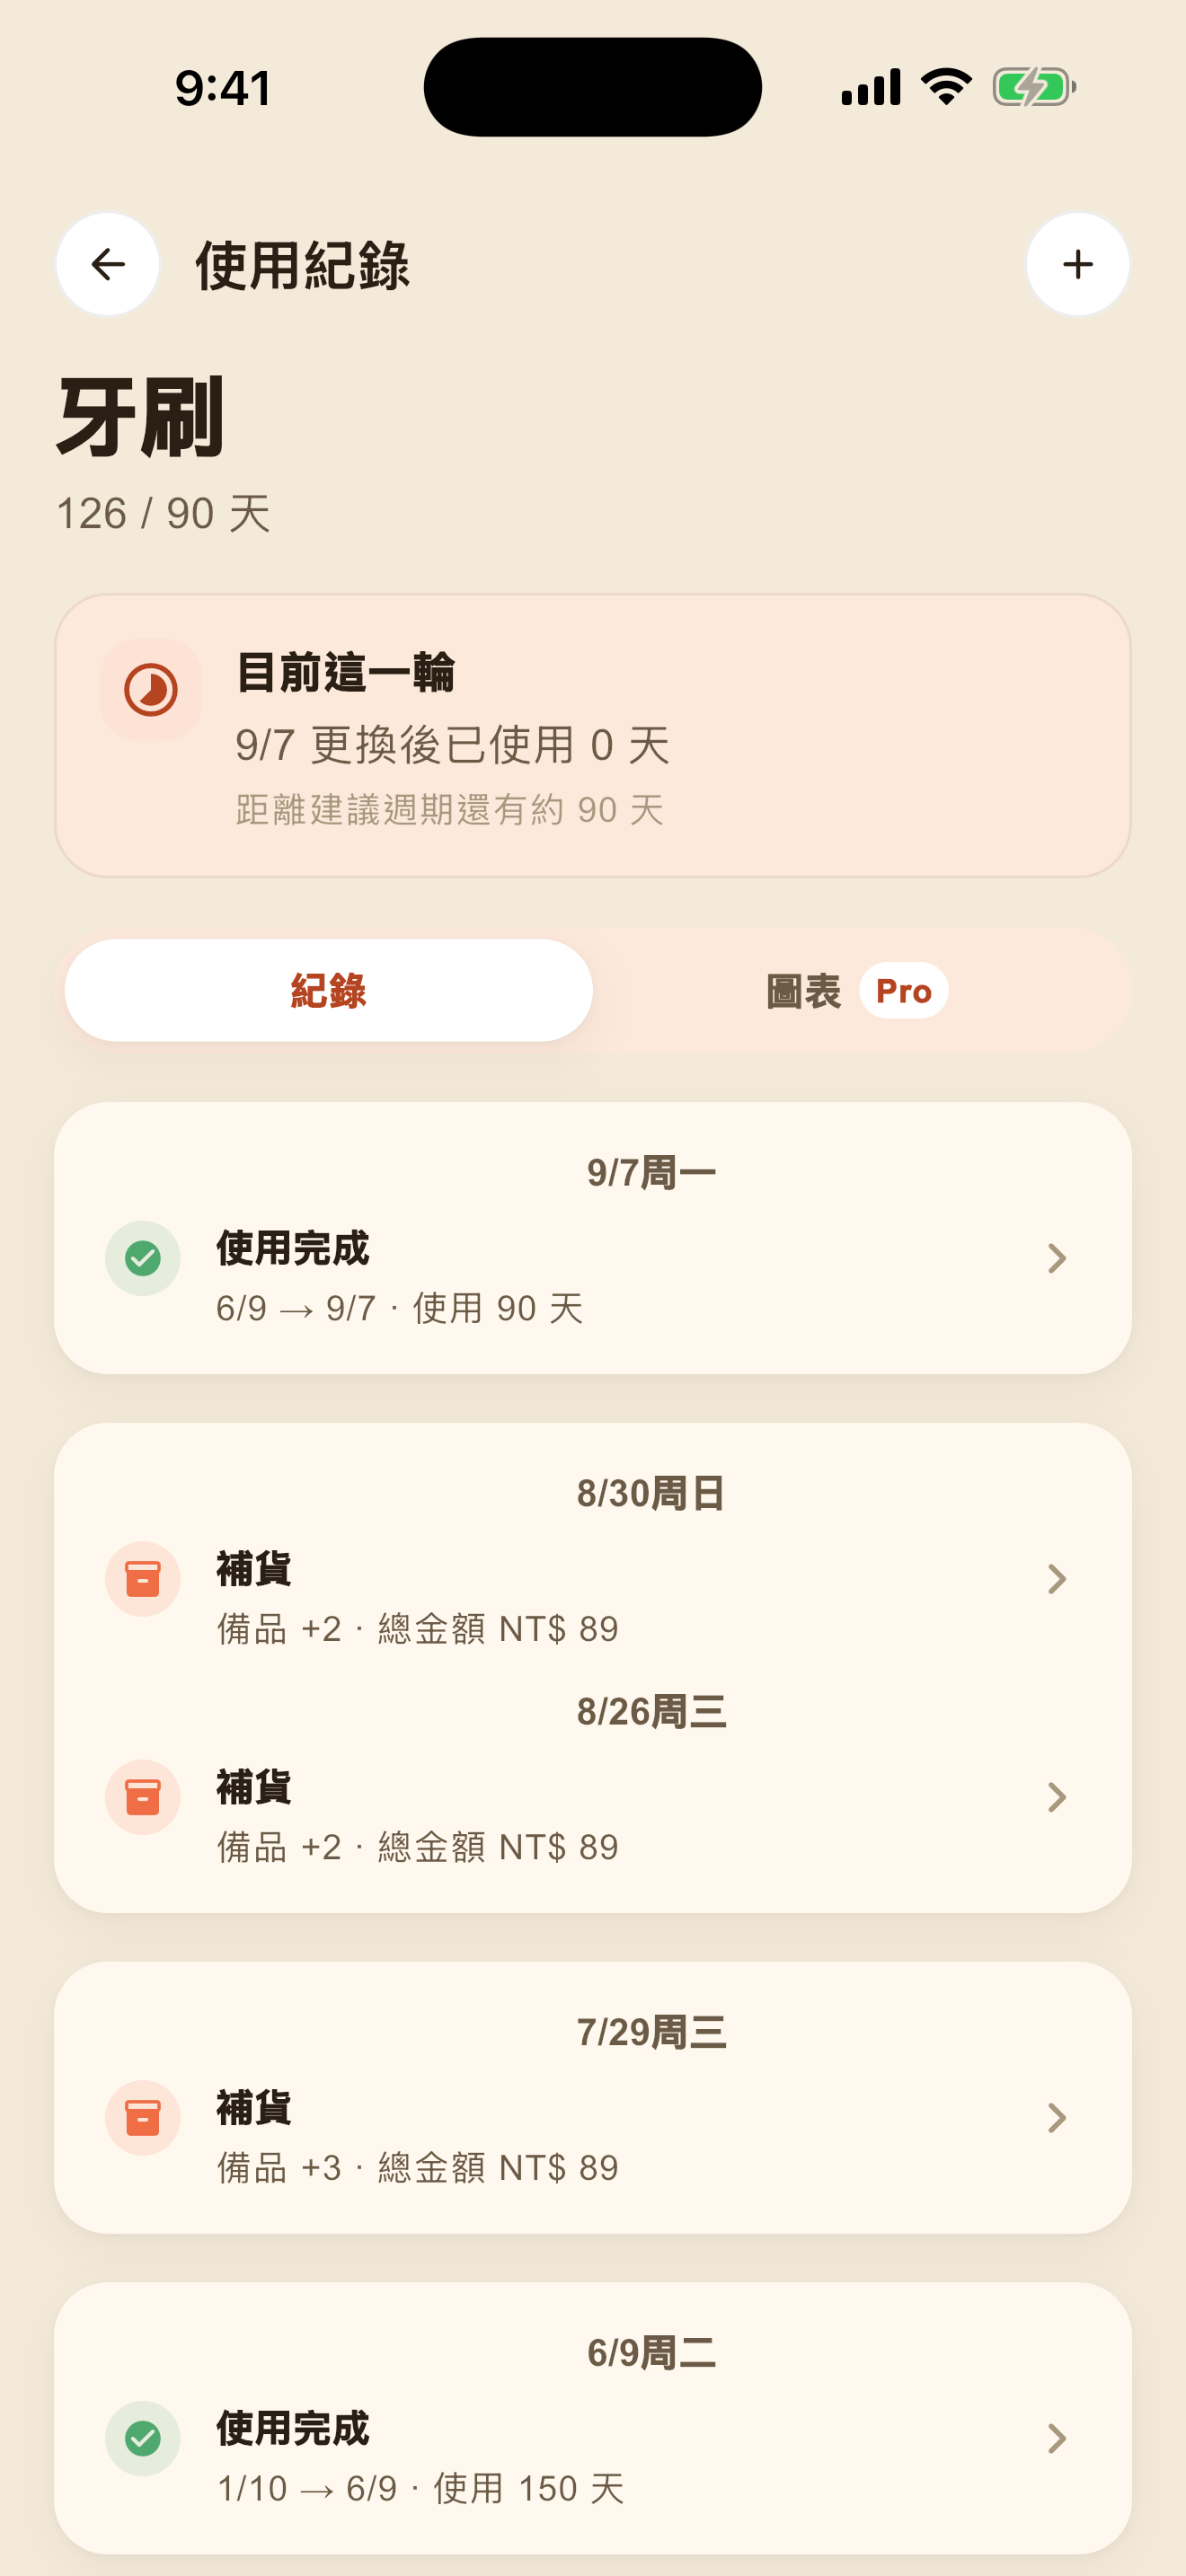 9:41
使用紀錄
牙刷
126 / 90 天
目前這一輪
9/7 更換後已使用 0 天
距離建議週期還有約 90 天
紀錄
圖表 Pro
9/7周一
使用完成
6/9 → 9/7 · 使用 90 天
8/30周日
補貨
備品 +2 · 總金額 NT$ 89
8/26周三
補貨
備品 +2 · 總金額 NT$ 89
7/29周三
補貨
備品 +3 · 總金額 NT$ 89
6/9周二
使用完成
1/10 → 6/9 · 使用 150 天